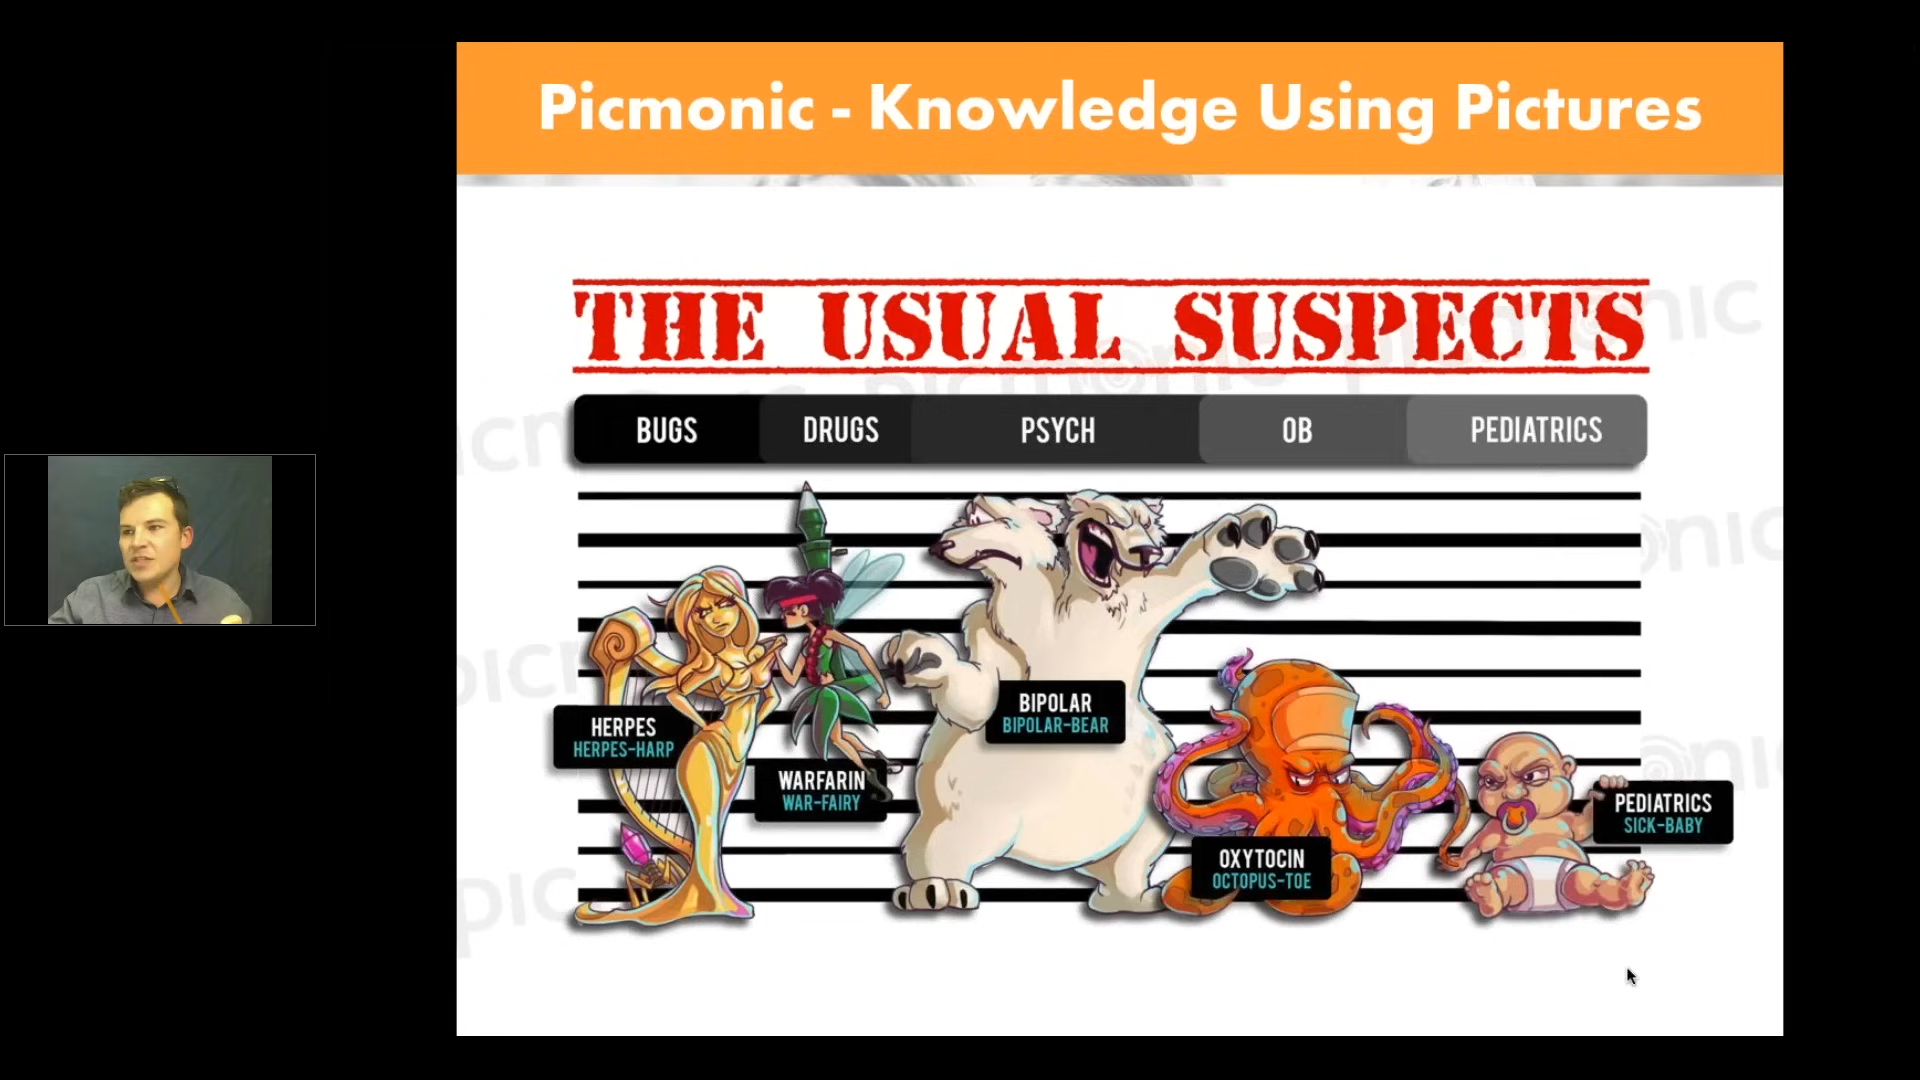 Picmonic - Knowledge Using Pictures
THE USUAL SUSPECTS
BUGS DRUGS PSYCH OB PEDIATRICS
HERPES
HERPES-HARP
WARFARIN
WAR-FAIRY
BIPOLAR
BIPOLAR-BEAR
OXYTOCIN
OCTOPUS-TOE
PEDIATRICS
SICK-BABY
picmonic